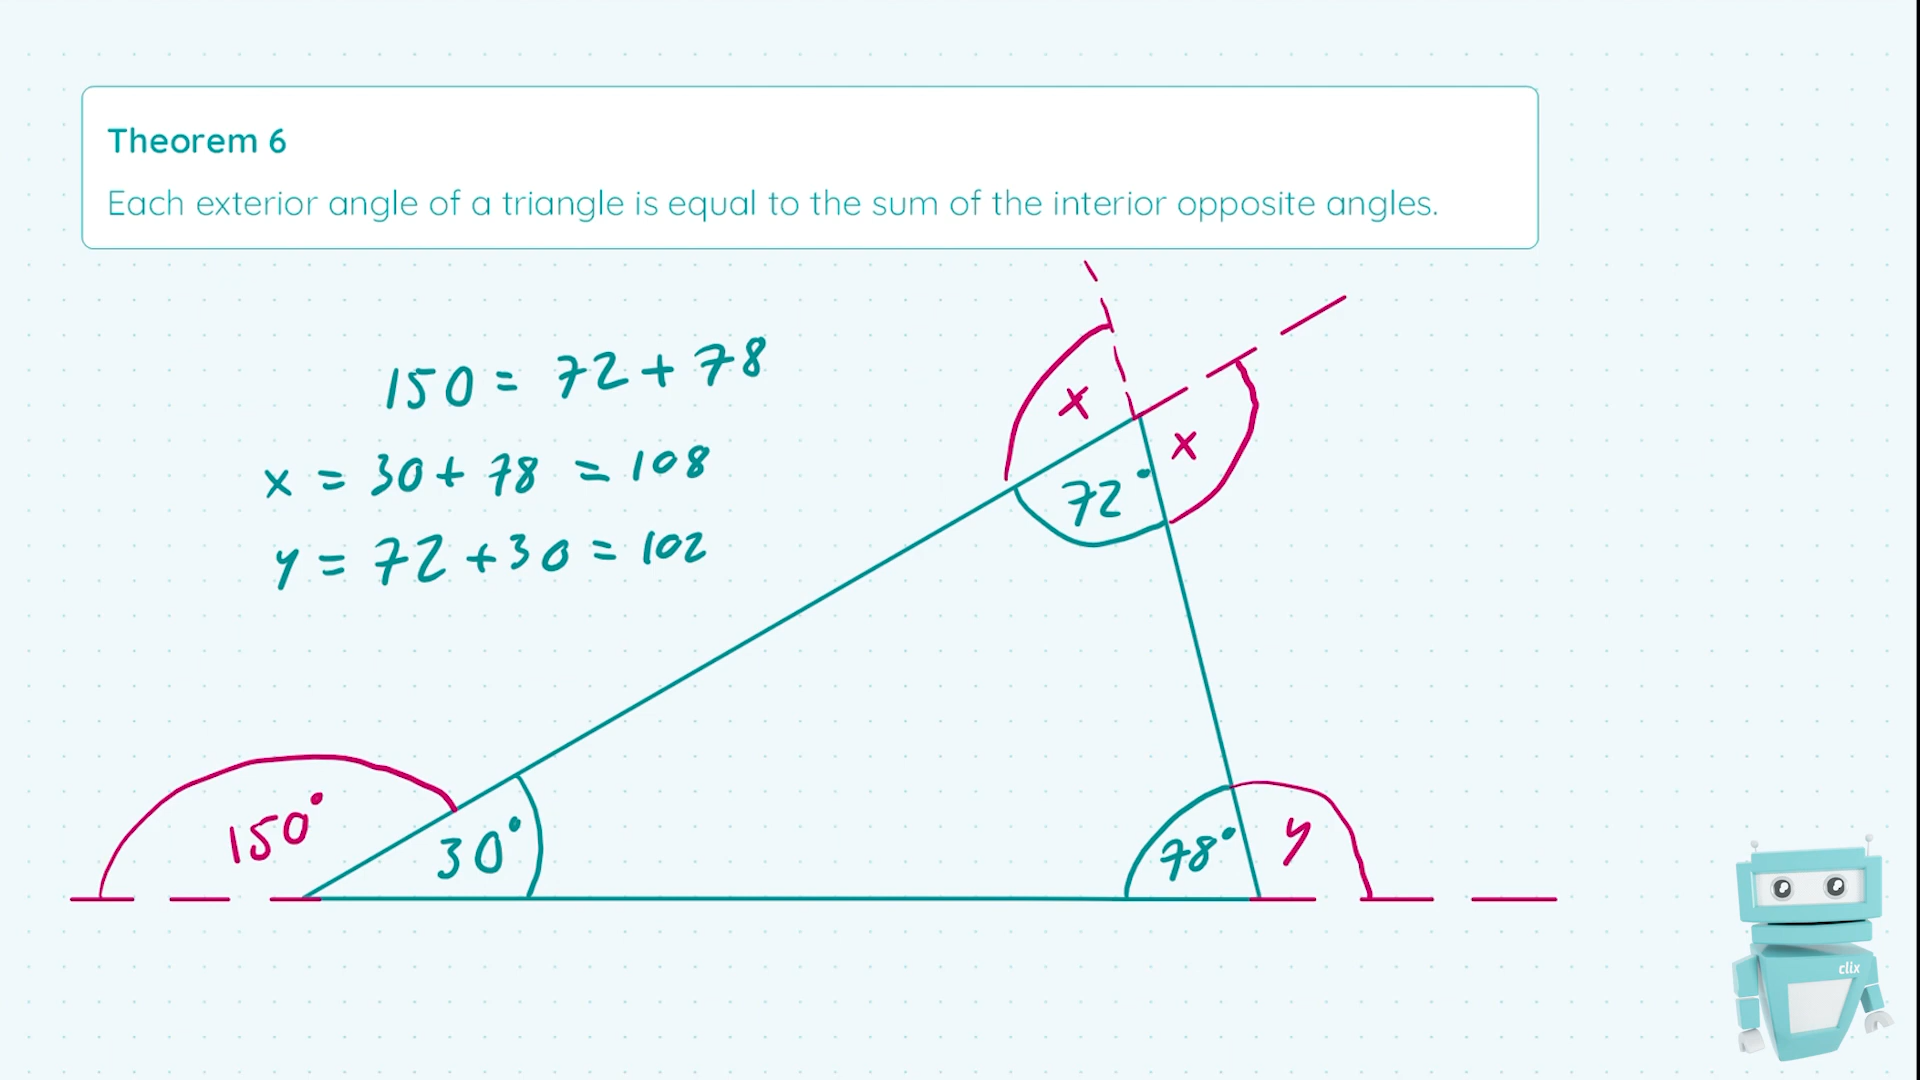 Theorem 6
Each exterior angle of a triangle is equal to the sum of the interior opposite angles.
150 = 72 + 78
x = 30 + 78 = 108
y = 72 + 30 = 102
x
x
72°
150°
30°
78°
y
clix